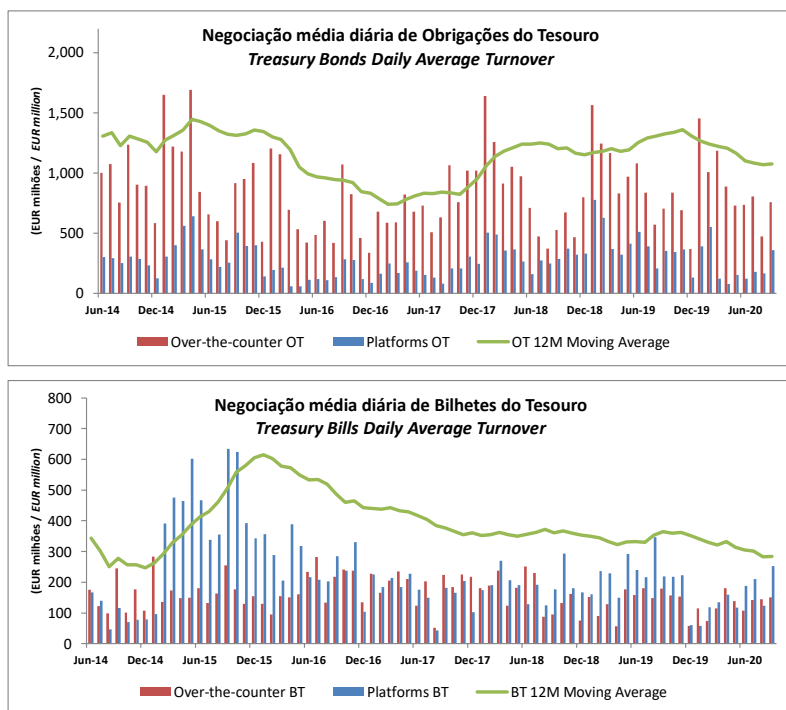 Negociação média diária de Obrigações do Tesouro
Treasury Bonds Daily Average Turnover
(EUR milhões / EUR million)
2,000
1,500
1,000
500
0
Jun-14 Dec-14 Jun-15 Dec-15 Jun-16 Dec-16 Jun-17 Dec-17 Jun-18 Dec-18 Jun-19 Dec-19 Jun-20
Over-the-counter OT Platforms OT OT 12M Moving Average
Negociação média diária de Bilhetes do Tesouro
Treasury Bills Daily Average Turnover
(EUR milhões / EUR million)
800
700
600
500
400
300
200
100
0
Jun-14 Dec-14 Jun-15 Dec-15 Jun-16 Dec-16 Jun-17 Dec-17 Jun-18 Dec-18 Jun-19 Dec-19 Jun-20
Over-the-counter BT Platforms BT BT 12M Moving Average